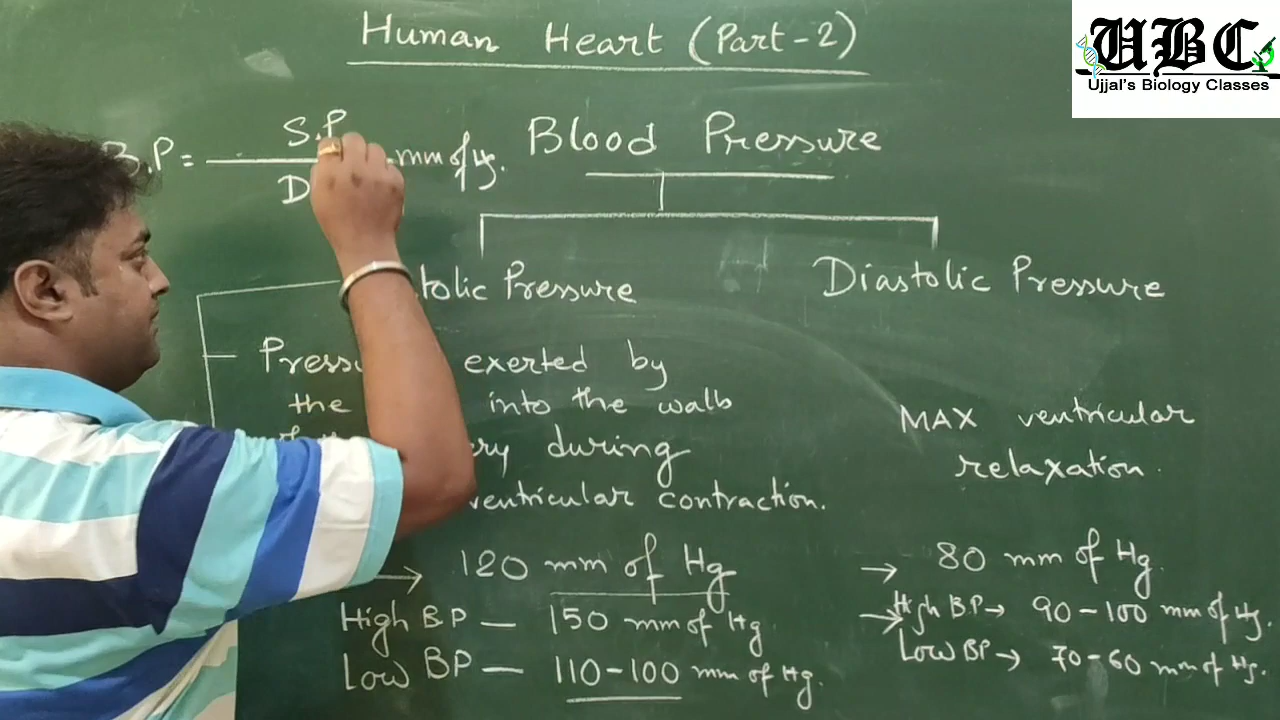 Human Heart (Part-2)
UBC
Ujjal's Biology Classes
B.P = S.P
D
mm of Hg.
Blood Pressure
tolic Pressure
Diastolic Pressure
Press exerted by
the into the walls
ry during
ventricular contraction.
MAX ventricular
relaxation.
→ 120 mm of Hg
High BP — 150 mm of Hg
Low BP — 110-100 mm of Hg.
→ 80 mm of Hg.
→ High BP→ 90-100 mm of Hg.
Low BP→ 70-60 mm of Hg.